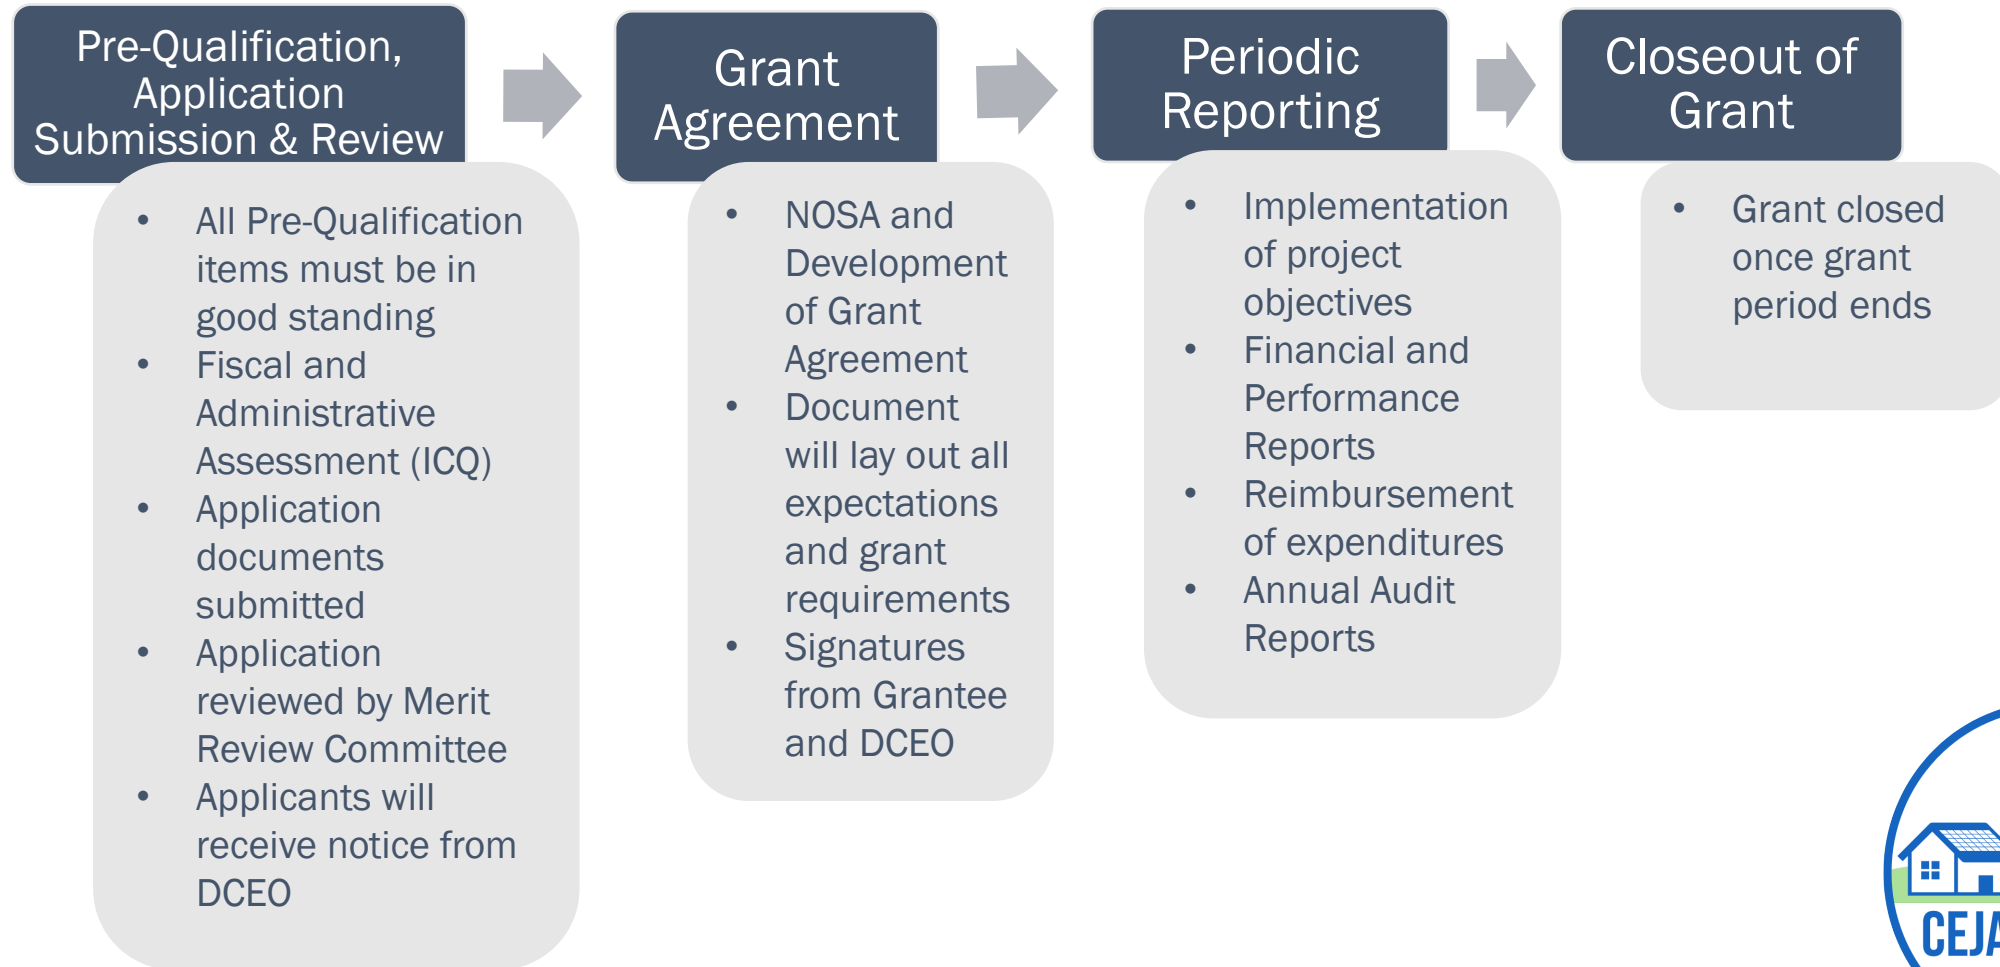 Pre-Qualification,
Application
Submission & Review
• All Pre-Qualification
items must be in
good standing
• Fiscal and
Administrative
Assessment (ICQ)
• Application
documents
submitted
• Application
reviewed by Merit
Review Committee
• Applicants will
receive notice from
DCEO
Grant
Agreement
• NOSA and
Development
of Grant
Agreement
• Document
will lay out all
expectations
and grant
requirements
• Signatures
from Grantee
and DCEO
Periodic
Reporting
• Implementation
of project
objectives
• Financial and
Performance
Reports
• Reimbursement
of expenditures
• Annual Audit
Reports
Closeout of
Grant
• Grant closed
once grant
period ends
CEJA